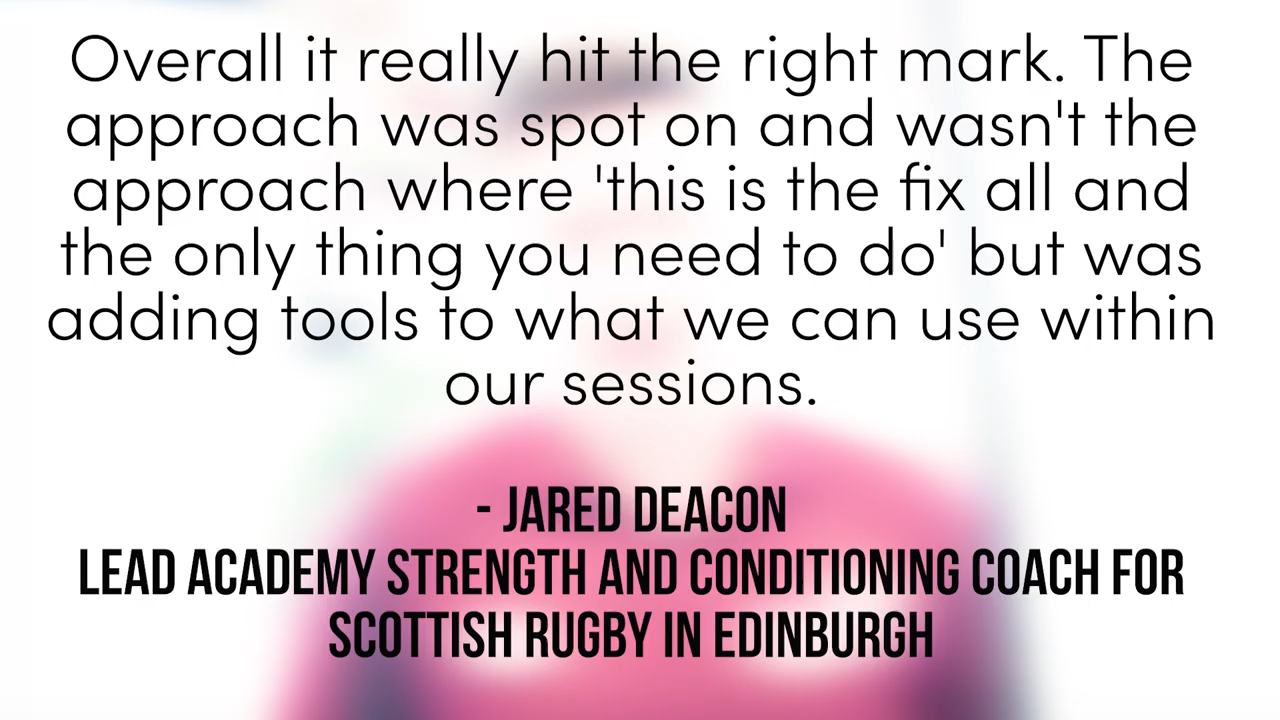 Overall it really hit the right mark. The
approach was spot on and wasn't the
approach where 'this is the fix all and
the only thing you need to do' but was
adding tools to what we can use within
our sessions.
- JARED DEACON
LEAD ACADEMY STRENGTH AND CONDITIONING COACH FOR
SCOTTISH RUGBY IN EDINBURGH